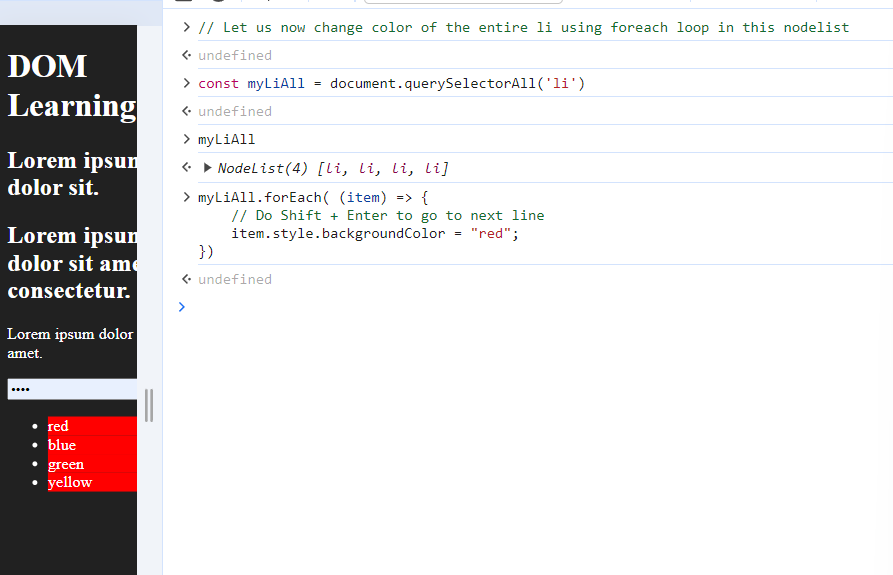 DOM
Learning
Lorem ipsum
dolor sit.
Lorem ipsum
dolor sit ame
consectetur.
Lorem ipsum dolor
amet.
••••
• red
• blue
• green
• yellow
> // Let us now change color of the entire li using foreach loop in this nodelist
< undefined
> const myLiAll = document.querySelectorAll('li')
< undefined
> myLiAll
< ▶ NodeList(4) [li, li, li, li]
> myLiAll.forEach( (item) => {
// Do Shift + Enter to go to next line
item.style.backgroundColor = "red";
})
< undefined
>